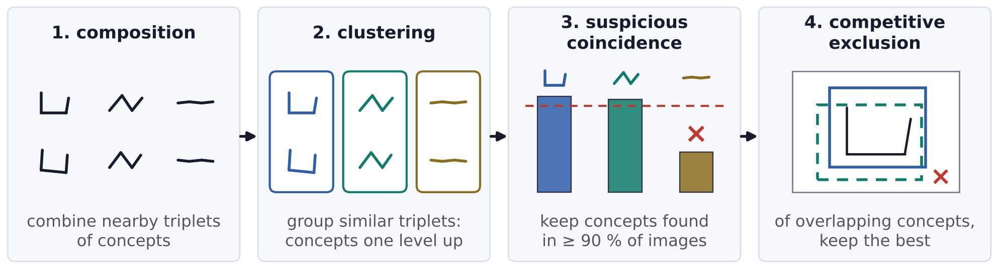 1. composition
combine nearby triplets
of concepts
2. clustering
group similar triplets:
concepts one level up
3. suspicious
coincidence
keep concepts found
in ≥ 90 % of images
4. competitive
exclusion
of overlapping concepts,
keep the best